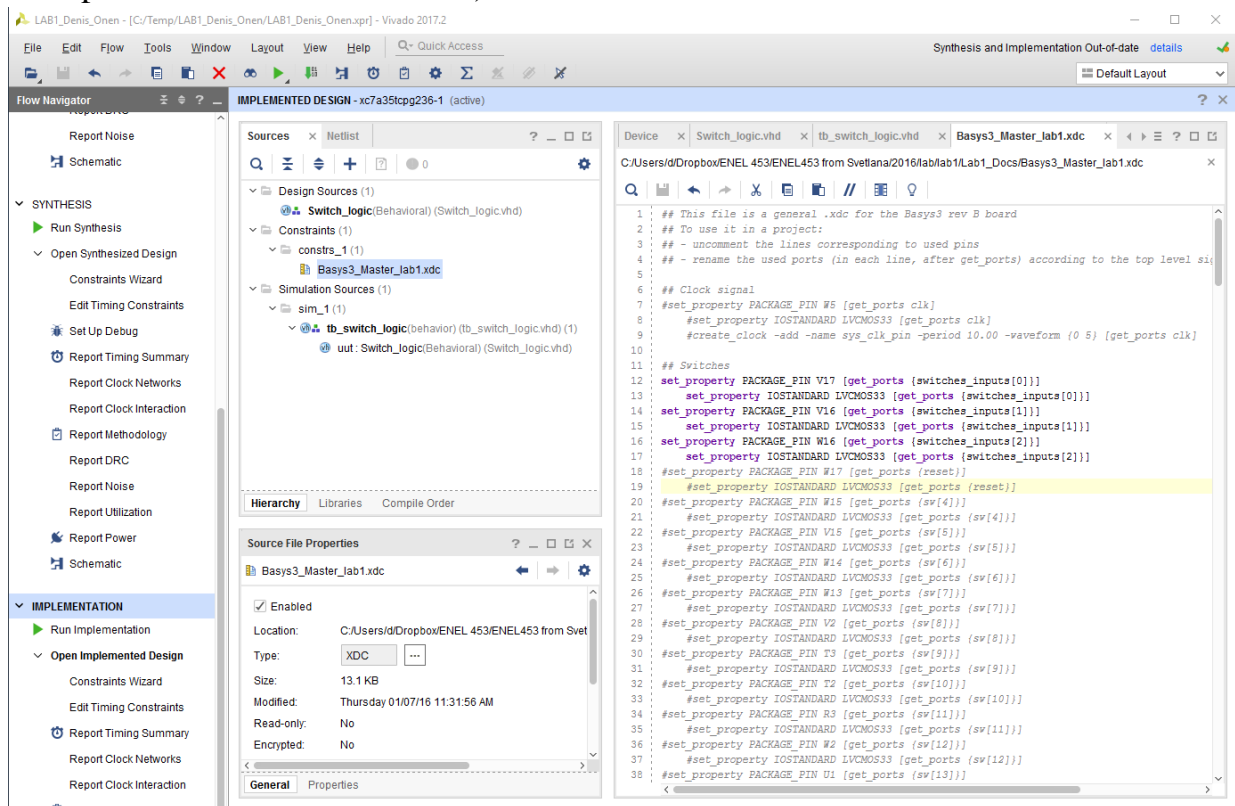 LAB1_Denis_Onen - [C:/Temp/LAB1_Denis_Onen/LAB1_Denis_Onen.xpr] - Vivado 2017.2
File Edit Flow Tools Window Layout View Help Quick Access
Synthesis and Implementation Out-of-date details
Default Layout
Flow Navigator
Report Noise
Schematic
SYNTHESIS
Run Synthesis
Open Synthesized Design
Constraints Wizard
Edit Timing Constraints
Set Up Debug
Report Timing Summary
Report Clock Networks
Report Clock Interaction
Report Methodology
Report DRC
Report Noise
Report Utilization
Report Power
Schematic
IMPLEMENTATION
Run Implementation
Open Implemented Design
Constraints Wizard
Edit Timing Constraints
Report Timing Summary
Report Clock Networks
Report Clock Interaction
IMPLEMENTED DESIGN - xc7a35tcpg236-1 (active)
Sources Netlist
0
Design Sources (1)
Switch_logic(Behavioral) (Switch_logic.vhd)
Constraints (1)
constrs_1 (1)
Basys3_Master_lab1.xdc
Simulation Sources (1)
sim_1 (1)
tb_switch_logic(behavior) (tb_switch_logic.vhd) (1)
uut : Switch_logic(Behavioral) (Switch_logic.vhd)
Hierarchy Libraries Compile Order
Source File Properties
Basys3_Master_lab1.xdc
Enabled
Location: C:/Users/d/Dropbox/ENEL 453/ENEL453 from Svet
Type: XDC ...
Size: 13.1 KB
Modified: Thursday 01/07/16 11:31:56 AM
Read-only: No
Encrypted: No
General Properties
Device Switch_logic.vhd tb_switch_logic.vhd Basys3_Master_lab1.xdc
C:/Users/d/Dropbox/ENEL 453/ENEL453 from Svetlana/2016/lab/lab1/Lab1_Docs/Basys3_Master_lab1.xdc
1 ## This file is a general .xdc for the Basys3 rev B board
2 ## To use it in a project:
3 ## - uncomment the lines corresponding to used pins
4 ## - rename the used ports (in each line, after get_ports) according to the top level sig
5
6 ## Clock signal
7 #set_property PACKAGE_PIN W5 [get_ports clk]
8 #set_property IOSTANDARD LVCMOS33 [get_ports clk]
9 #create_clock -add -name sys_clk_pin -period 10.00 -waveform {0 5} [get_ports clk]
10
11 ## Switches
12 set_property PACKAGE_PIN V17 [get_ports {switches_inputs[0]}]
13 set_property IOSTANDARD LVCMOS33 [get_ports {switches_inputs[0]}]
14 set_property PACKAGE_PIN V16 [get_ports {switches_inputs[1]}]
15 set_property IOSTANDARD LVCMOS33 [get_ports {switches_inputs[1]}]
16 set_property PACKAGE_PIN W16 [get_ports {switches_inputs[2]}]
17 set_property IOSTANDARD LVCMOS33 [get_ports {switches_inputs[2]}]
18 #set_property PACKAGE_PIN W17 [get_ports {reset}]
19 #set_property IOSTANDARD LVCMOS33 [get_ports {reset}]
20 #set_property PACKAGE_PIN W15 [get_ports {sw[4]}]
21 #set_property IOSTANDARD LVCMOS33 [get_ports {sw[4]}]
22 #set_property PACKAGE_PIN V15 [get_ports {sw[5]}]
23 #set_property IOSTANDARD LVCMOS33 [get_ports {sw[5]}]
24 #set_property PACKAGE_PIN W14 [get_ports {sw[6]}]
25 #set_property IOSTANDARD LVCMOS33 [get_ports {sw[6]}]
26 #set_property PACKAGE_PIN W13 [get_ports {sw[7]}]
27 #set_property IOSTANDARD LVCMOS33 [get_ports {sw[7]}]
28 #set_property PACKAGE_PIN V2 [get_ports {sw[8]}]
29 #set_property IOSTANDARD LVCMOS33 [get_ports {sw[8]}]
30 #set_property PACKAGE_PIN T3 [get_ports {sw[9]}]
31 #set_property IOSTANDARD LVCMOS33 [get_ports {sw[9]}]
32 #set_property PACKAGE_PIN T2 [get_ports {sw[10]}]
33 #set_property IOSTANDARD LVCMOS33 [get_ports {sw[10]}]
34 #set_property PACKAGE_PIN R3 [get_ports {sw[11]}]
35 #set_property IOSTANDARD LVCMOS33 [get_ports {sw[11]}]
36 #set_property PACKAGE_PIN W2 [get_ports {sw[12]}]
37 #set_property IOSTANDARD LVCMOS33 [get_ports {sw[12]}]
38 #set_property PACKAGE_PIN U1 [get_ports {sw[13]}]